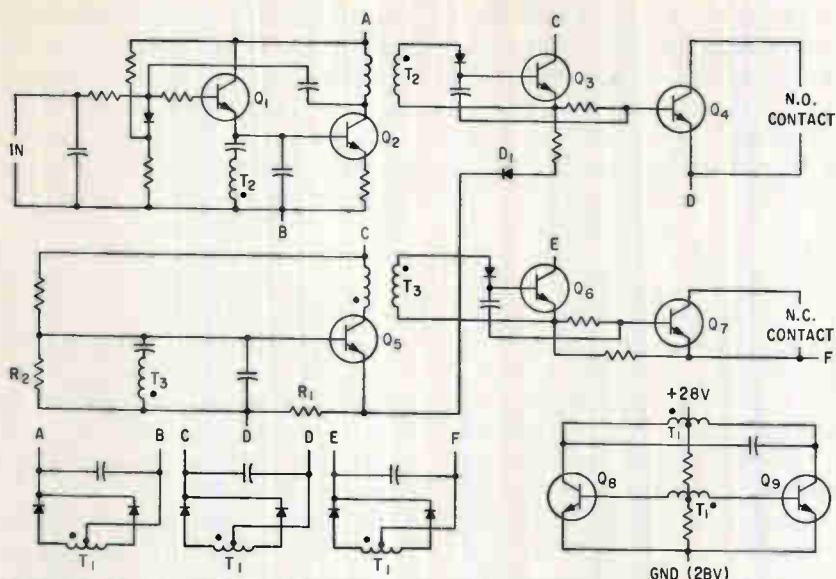 A
C
IN
Q1
T2
B
Q2
T2
Q3
Q4
N.O.
CONTACT
D1
D
C
E
R2
T3
D
R1
Q5
T3
Q6
Q7
N.C.
CONTACT
F
A B C D E F
T1 T1 T1
+28V
T1
Q8
T1
Q9
GND (28V)